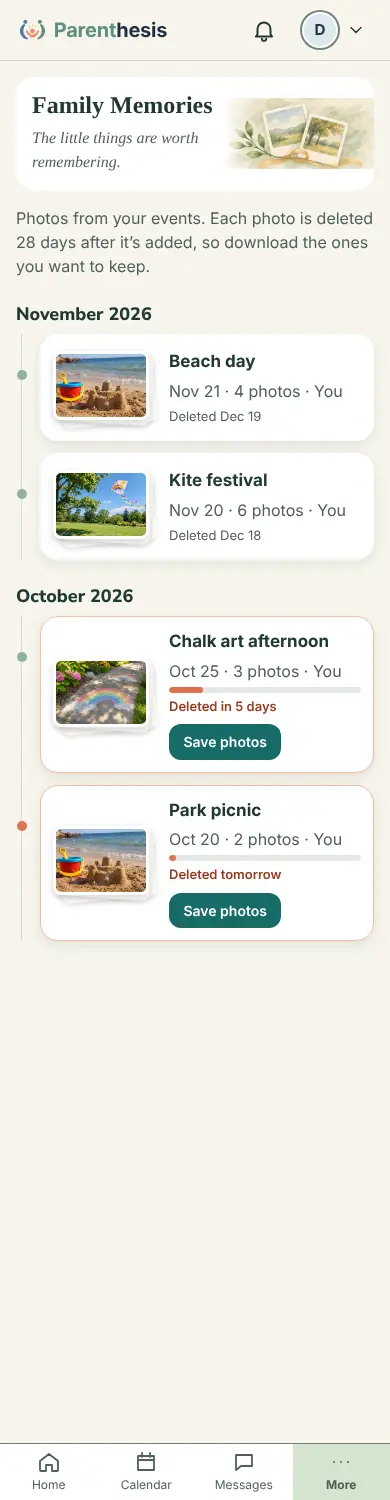 Parenthesis
D
Family Memories
The little things are worth
remembering.
Photos from your events. Each photo is deleted
28 days after it’s added, so download the ones
you want to keep.
November 2026
Beach day
Nov 21 · 4 photos · You
Deleted Dec 19
Kite festival
Nov 20 · 6 photos · You
Deleted Dec 18
October 2026
Chalk art afternoon
Oct 25 · 3 photos · You
Deleted in 5 days
Save photos
Park picnic
Oct 20 · 2 photos · You
Deleted tomorrow
Save photos
Home
Calendar
Messages
More